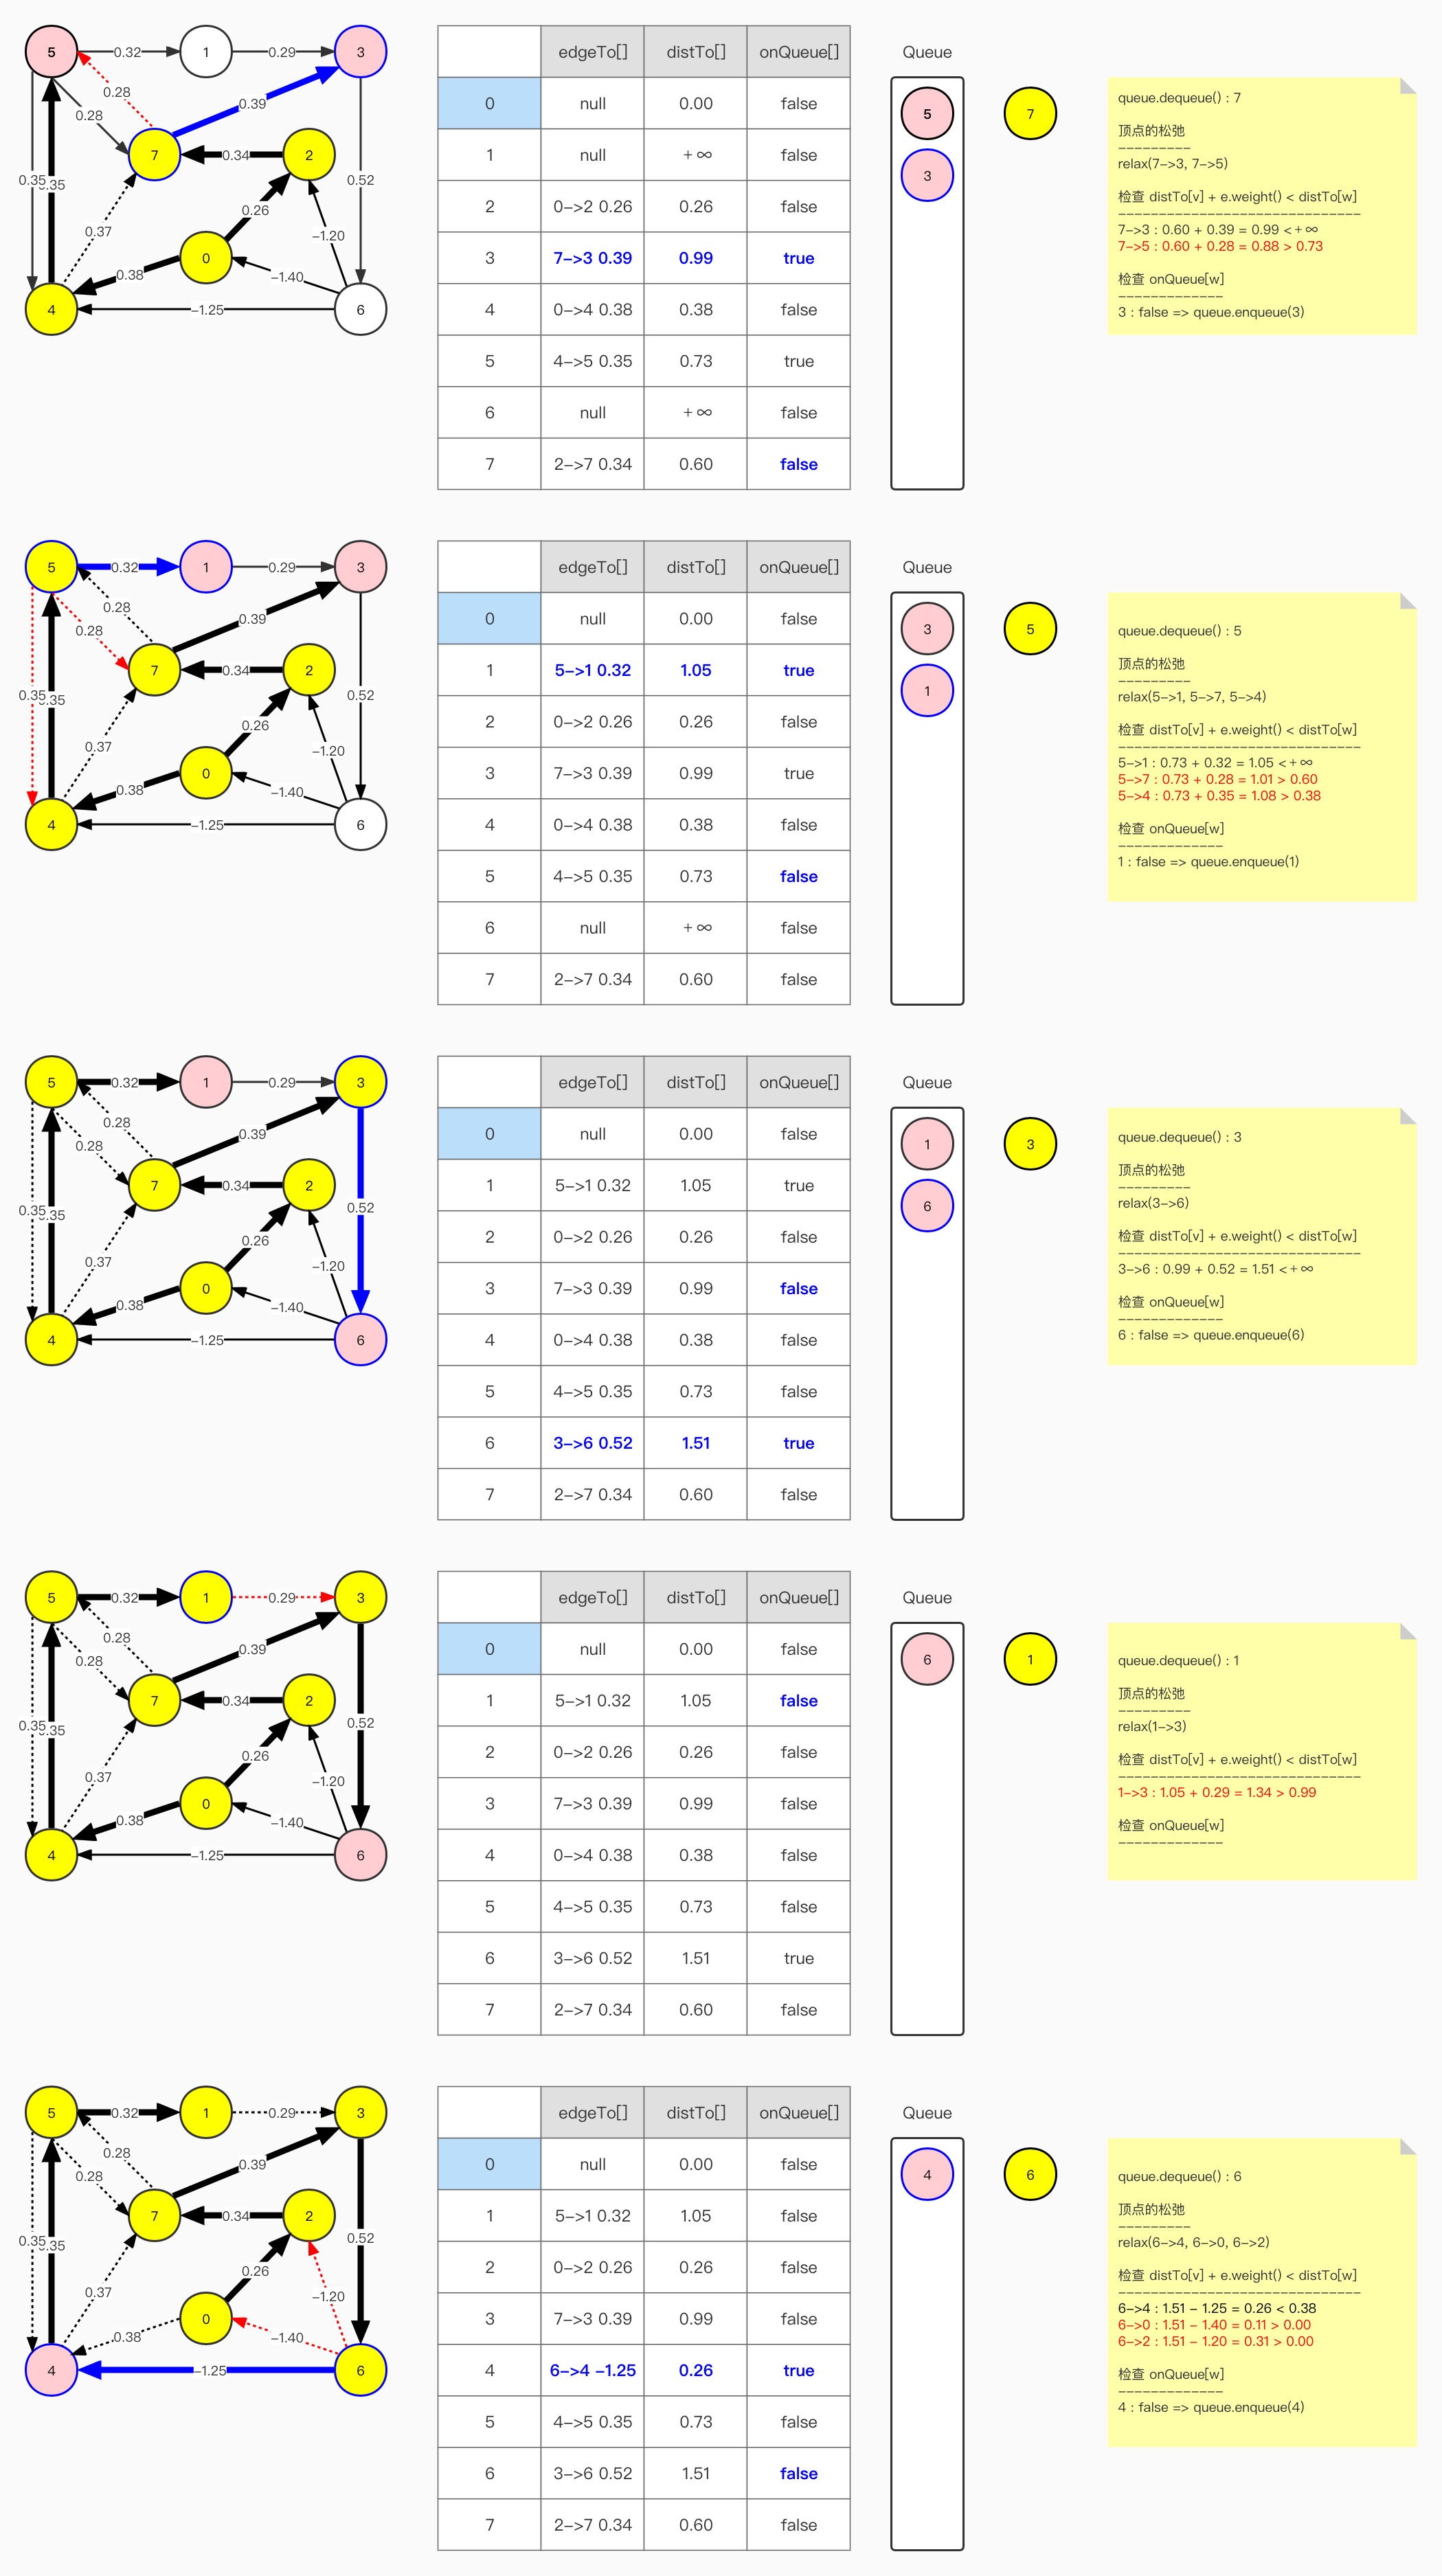 5
0.32
1
0.29
3
0.28
0.39
0.28
7
0.34
2
0.35
0.35
0.52
0.37
0.26
-1.20
0
0.38
-1.40
4
-1.25
6
edgeTo[] distTo[] onQueue[]
0 null 0.00 false
1 null +∞ false
2 0->2 0.26 0.26 false
3 7->3 0.39 0.99 true
4 0->4 0.38 0.38 false
5 4->5 0.35 0.73 true
6 null +∞ false
7 2->7 0.34 0.60 false
Queue
5
3
7
queue.dequeue() : 7
顶点的松弛
---------
relax(7->3, 7->5)
检查 distTo[v] + e.weight() < distTo[w]
------------------------------
7->3 : 0.60 + 0.39 = 0.99 <+∞
7->5 : 0.60 + 0.28 = 0.88 > 0.73
检查 onQueue[w]
-------------
3 : false => queue.enqueue(3)
5
0.32
1
0.29
3
0.28
0.39
0.28
7
0.34
2
0.35
0.35
0.52
0.37
0.26
-1.20
0
0.38
-1.40
4
-1.25
6
edgeTo[] distTo[] onQueue[]
0 null 0.00 false
1 5->1 0.32 1.05 true
2 0->2 0.26 0.26 false
3 7->3 0.39 0.99 true
4 0->4 0.38 0.38 false
5 4->5 0.35 0.73 false
6 null +∞ false
7 2->7 0.34 0.60 false
Queue
3
1
5
queue.dequeue() : 5
顶点的松弛
---------
relax(5->1, 5->7, 5->4)
检查 distTo[v] + e.weight() < distTo[w]
------------------------------
5->1 : 0.73 + 0.32 = 1.05 <+∞
5->7 : 0.73 + 0.28 = 1.01 > 0.60
5->4 : 0.73 + 0.35 = 1.08 > 0.38
检查 onQueue[w]
-------------
1 : false => queue.enqueue(1)
5
0.32
1
0.29
3
0.28
0.39
0.28
7
0.34
2
0.35
0.35
0.52
0.37
0.26
-1.20
0
0.38
-1.40
4
-1.25
6
edgeTo[] distTo[] onQueue[]
0 null 0.00 false
1 5->1 0.32 1.05 true
2 0->2 0.26 0.26 false
3 7->3 0.39 0.99 false
4 0->4 0.38 0.38 false
5 4->5 0.35 0.73 false
6 3->6 0.52 1.51 true
7 2->7 0.34 0.60 false
Queue
1
6
3
queue.dequeue() : 3
顶点的松弛
---------
relax(3->6)
检查 distTo[v] + e.weight() < distTo[w]
------------------------------
3->6 : 0.99 + 0.52 = 1.51 <+∞
检查 onQueue[w]
-------------
6 : false => queue.enqueue(6)
5
0.32
1
0.29
3
0.28
0.39
0.28
7
0.34
2
0.35
0.35
0.52
0.37
0.26
-1.20
0
0.38
-1.40
4
-1.25
6
edgeTo[] distTo[] onQueue[]
0 null 0.00 false
1 5->1 0.32 1.05 false
2 0->2 0.26 0.26 false
3 7->3 0.39 0.99 false
4 0->4 0.38 0.38 false
5 4->5 0.35 0.73 false
6 3->6 0.52 1.51 true
7 2->7 0.34 0.60 false
Queue
6
1
queue.dequeue() : 1
顶点的松弛
---------
relax(1->3)
检查 distTo[v] + e.weight() < distTo[w]
------------------------------
1->3 : 1.05 + 0.29 = 1.34 > 0.99
检查 onQueue[w]
-------------
5
0.32
1
0.29
3
0.28
0.39
0.28
7
0.34
2
0.35
0.35
0.52
0.37
0.26
-1.20
0
0.38
-1.40
4
-1.25
6
edgeTo[] distTo[] onQueue[]
0 null 0.00 false
1 5->1 0.32 1.05 false
2 0->2 0.26 0.26 false
3 7->3 0.39 0.99 false
4 6->4 -1.25 0.26 true
5 4->5 0.35 0.73 false
6 3->6 0.52 1.51 false
7 2->7 0.34 0.60 false
Queue
4
6
queue.dequeue() : 6
顶点的松弛
---------
relax(6->4, 6->0, 6->2)
检查 distTo[v] + e.weight() < distTo[w]
------------------------------
6->4 : 1.51 - 1.25 = 0.26 < 0.38
6->0 : 1.51 - 1.40 = 0.11 > 0.00
6->2 : 1.51 - 1.20 = 0.31 > 0.00
检查 onQueue[w]
-------------
4 : false => queue.enqueue(4)